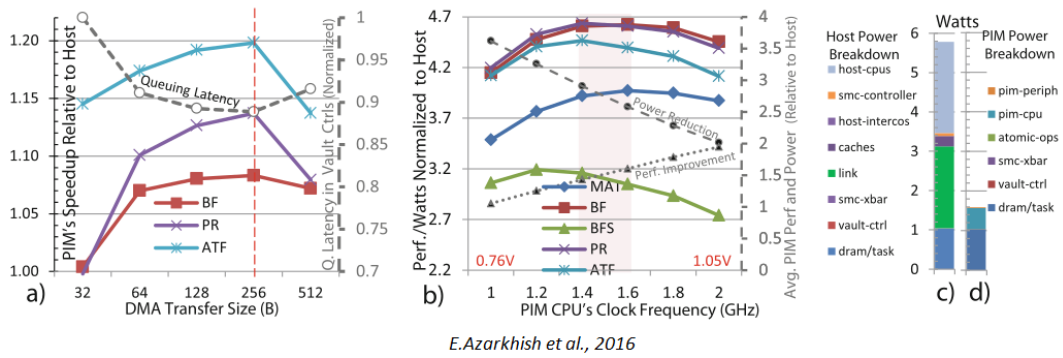 PIM's Speedup Relative to Host
1.20
1.15
1.10
1.05
1.00
Queuing Latency
BF
PR
ATF
1
0.95
0.9
0.85
0.8
0.75
0.7
Q. Latency in Vault Ctrls (Normalized)
32 64 128 256 512
a) DMA Transfer Size (B)
Perf./Watts Normalized to Host
4.7
4.2
3.7
3.2
2.7
2.2
Power Reduction
Perf. Improvement
MAT
BF
BFS
PR
ATF
0.76V 1.05V
4
3.5
3
2.5
2
1.5
1
0.5
0
Avg. PIM Perf and Power (Relative to Host)
1 1.2 1.4 1.6 1.8 2
b) PIM CPU's Clock Frequency (GHz)
Host Power
Breakdown
host-cpus
smc-controller
host-intercos
caches
link
smc-xbar
vault-ctrl
dram/task
Watts
6
5
4
3
2
1
0
c) d)
PIM Power
Breakdown
pim-periph
pim-cpu
atomic-ops
smc-xbar
vault-ctrl
dram/task
E.Azarkhish et al., 2016